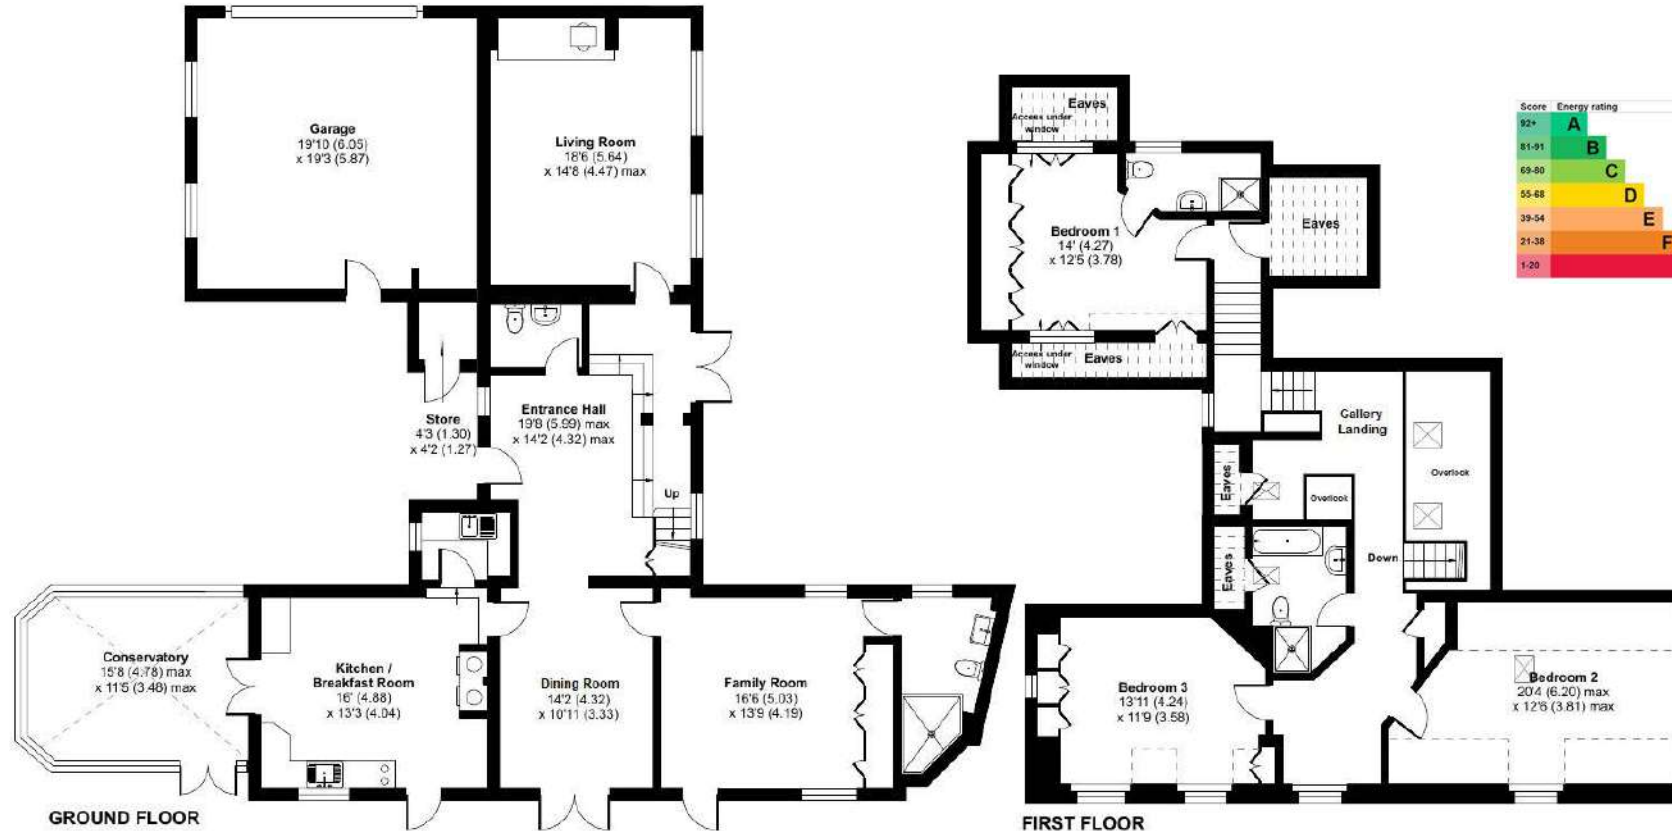 Garage
19'10 (6.05)
x 19'3 (5.87)
Living Room
18'6 (5.64)
x 14'8 (4.47) max
Entrance Hall
19'8 (5.99) max
x 14'2 (4.32) max
Store
4'3 (1.30)
x 4'2 (1.27)
Up
Conservatory
15'8 (4.78) max
x 11'5 (3.48) max
Kitchen /
Breakfast Room
16' (4.88)
x 13'3 (4.04)
Dining Room
14'2 (4.32)
x 10'11 (3.33)
Family Room
16'6 (5.03)
x 13'9 (4.19)
GROUND FLOOR
Eaves
Access under
window
Bedroom 1
14' (4.27)
x 12'5 (3.78)
Eaves
Access under
window
Eaves
Gallery
Landing
Overlook
Eaves
Overlook
Eaves
Down
Bedroom 3
13'11 (4.24)
x 11'9 (3.58)
Bedroom 2
20'4 (6.20) max
x 12'6 (3.81) max
FIRST FLOOR
Score Energy rating
92+ A
81-91 B
69-80 C
55-68 D
39-54 E
21-38 F
1-20